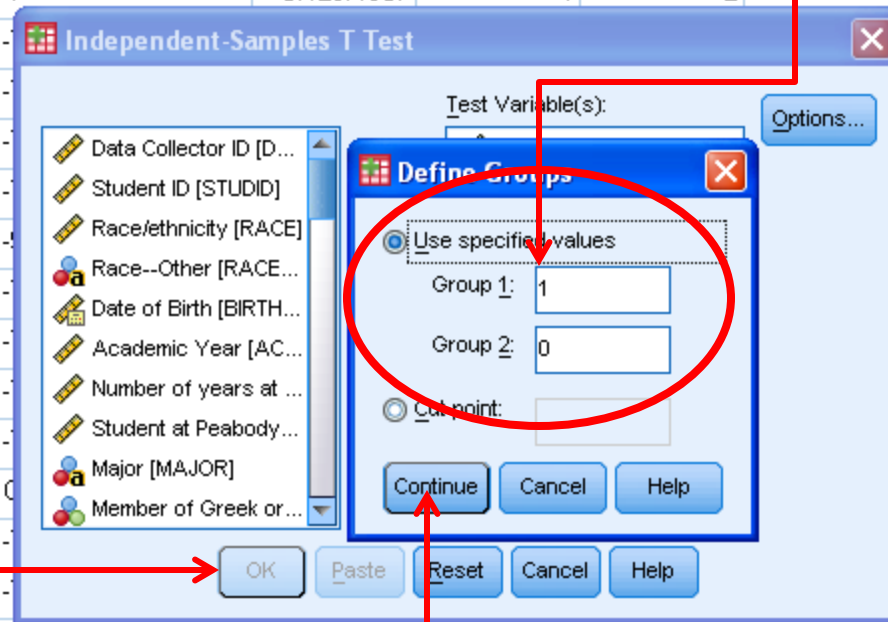 Independent-Samples T Test
Test Variable(s):
Options...
Data Collector ID [D...
Student ID [STUDID]
Race/ethnicity [RACE]
Race--Other [RACE...
Date of Birth [BIRTH...
Academic Year [AC...
Number of years at ...
Student at Peabody...
Major [MAJOR]
Member of Greek or...
Define Groups
Use specified values
Group 1: 1
Group 2: 0
Cut point:
Continue Cancel Help
OK Paste Reset Cancel Help